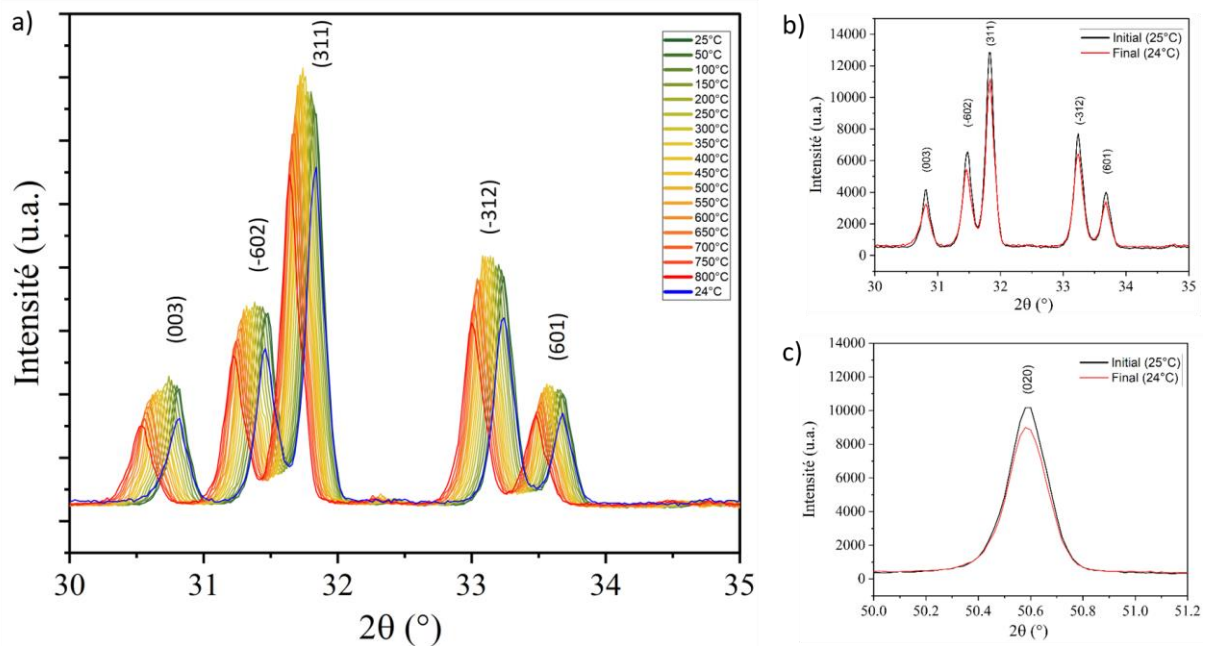 a)
Intensité (u.a.)
(003)
(-602)
(311)
(-312)
(601)
25°C
50°C
100°C
150°C
200°C
250°C
300°C
350°C
400°C
450°C
500°C
550°C
600°C
650°C
700°C
750°C
800°C
24°C
30 31 32 33 34 35
2θ (°)
b)
Intensité (u.a.)
14000
12000
10000
8000
6000
4000
2000
0
(003)
(-602)
(311)
(-312)
(601)
Initial (25°C)
Final (24°C)
30 31 32 33 34 35
2θ (°)
c)
Intensité (u.a.)
14000
12000
10000
8000
6000
4000
2000
0
(020)
Initial (25°C)
Final (24°C)
50.0 50.2 50.4 50.6 50.8 51.0 51.2
2θ (°)